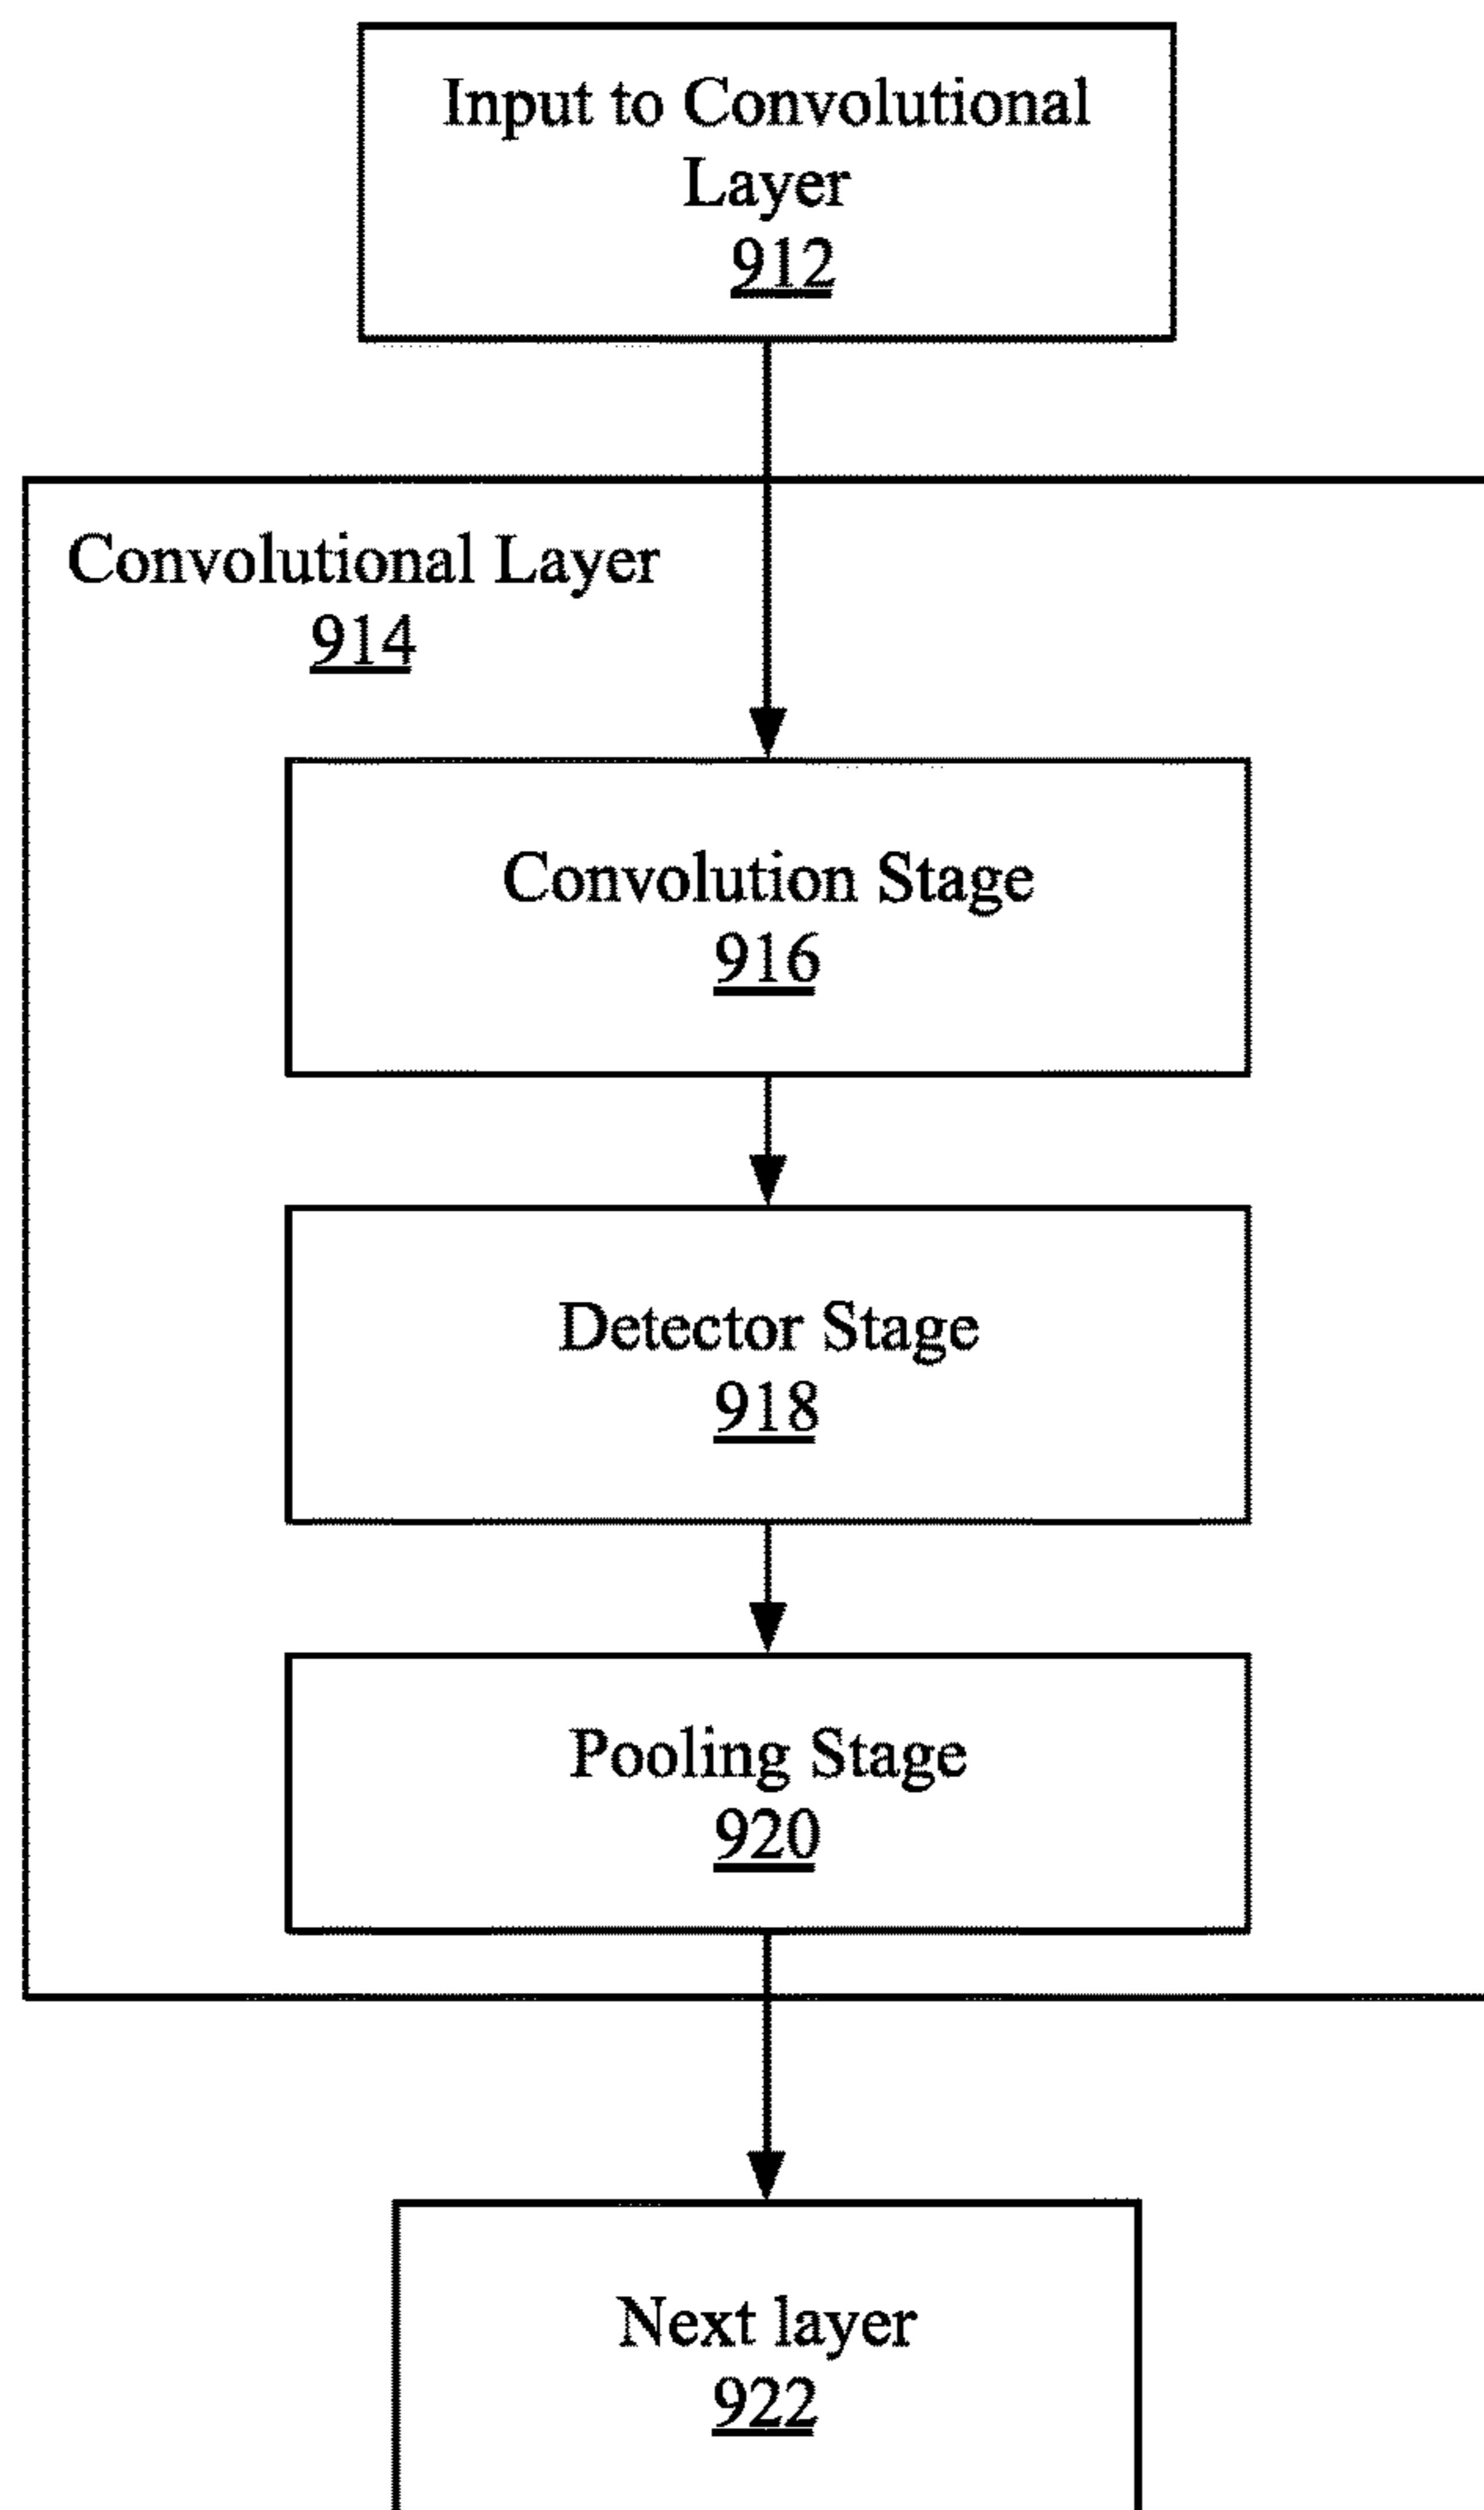 Input to Convolutional
Layer
912
Convolutional Layer
914
Convolution Stage
916
Detector Stage
918
Pooling Stage
920
Next layer
922